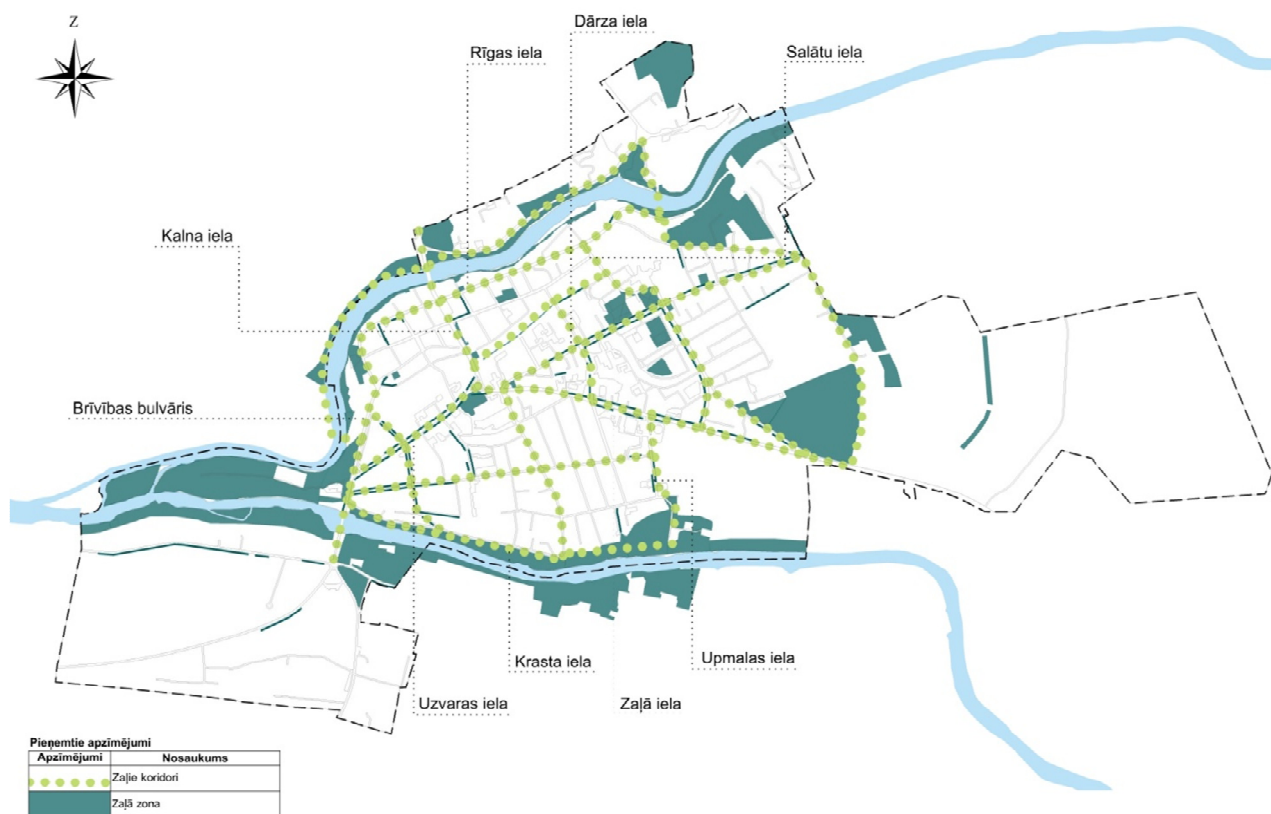 Z
Dārza iela
Rīgas iela
Salātu iela
Kalna iela
Brīvības bulvāris
Krasta iela
Upmalas iela
Uzvaras iela
Zaļā iela
Pieņemtie apzīmējumi
Apzīmējumi Nosaukums
Zaļie koridori
Zaļā zona